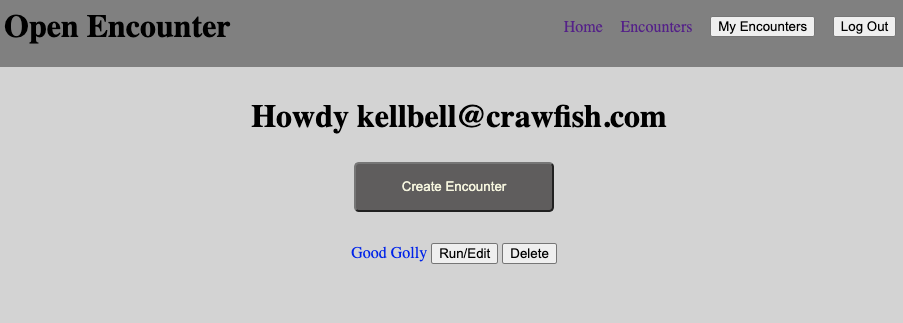 Open Encounter Home Encounters My Encounters Log Out
Howdy kellbell@crawfish.com
Create Encounter
Good Golly Run/Edit Delete